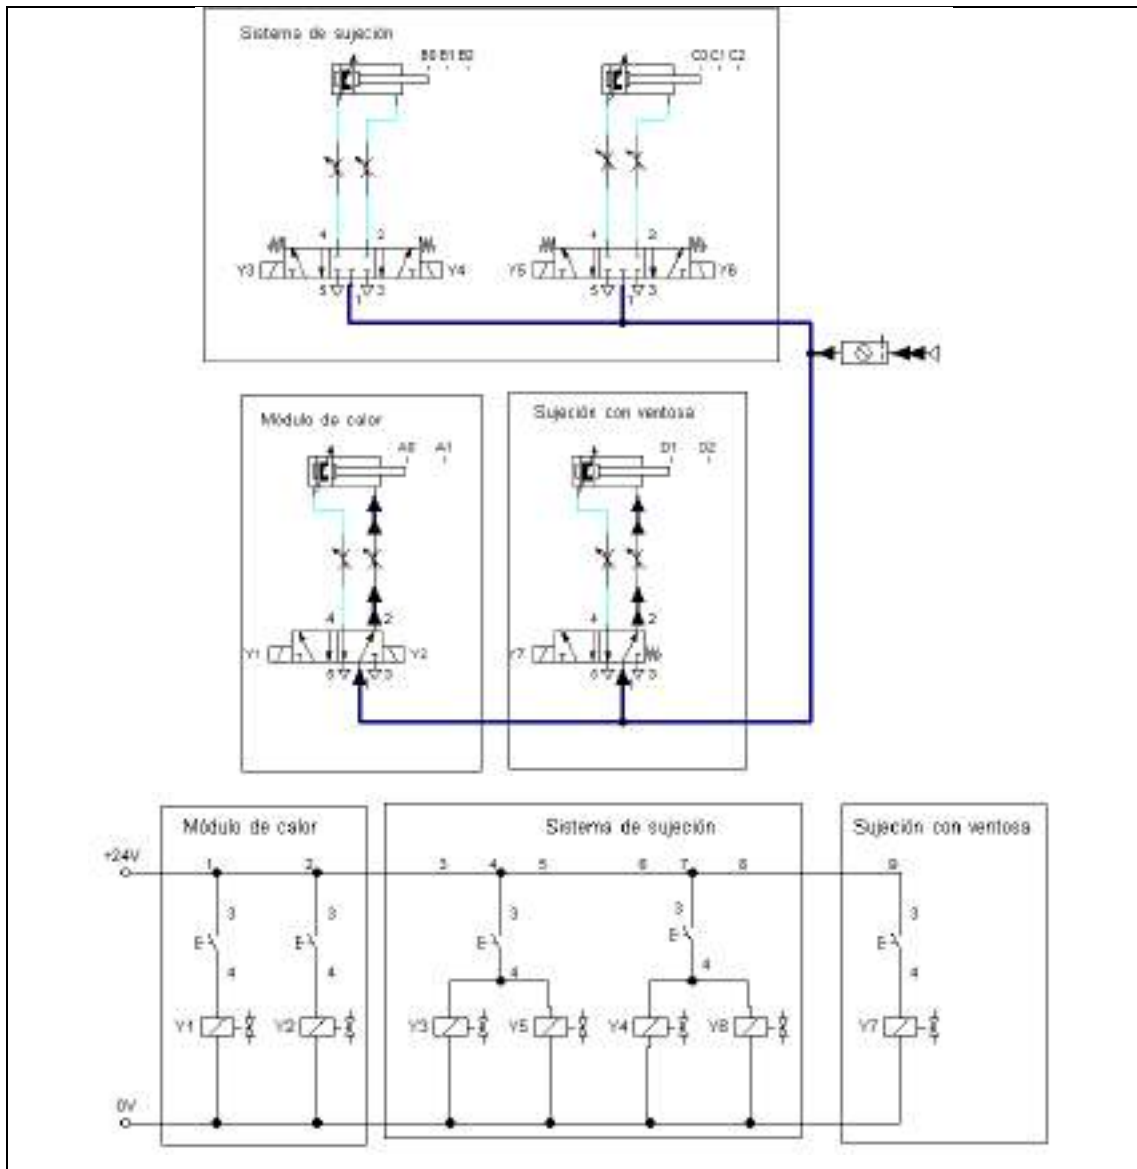 Sistema de sujeción
B0 B1 B2
C0 C1 C2
4 2
4 2
Y3 Y4
Y5 Y6
5 3
1
5 3
1
Módulo de calor
Sujeción con ventosa
A0 A1
D1 D2
4 2
4 2
Y1 Y2
Y7
3
3
Módulo de calor
Sistema de sujeción
Sujeción con ventosa
+24V
1 2 3 4 5 6 7 8 9
3 3 3 3 3
E E E E E
4 4 4 4 4
Y1 Y2 Y3 Y5 Y4 Y7
0V